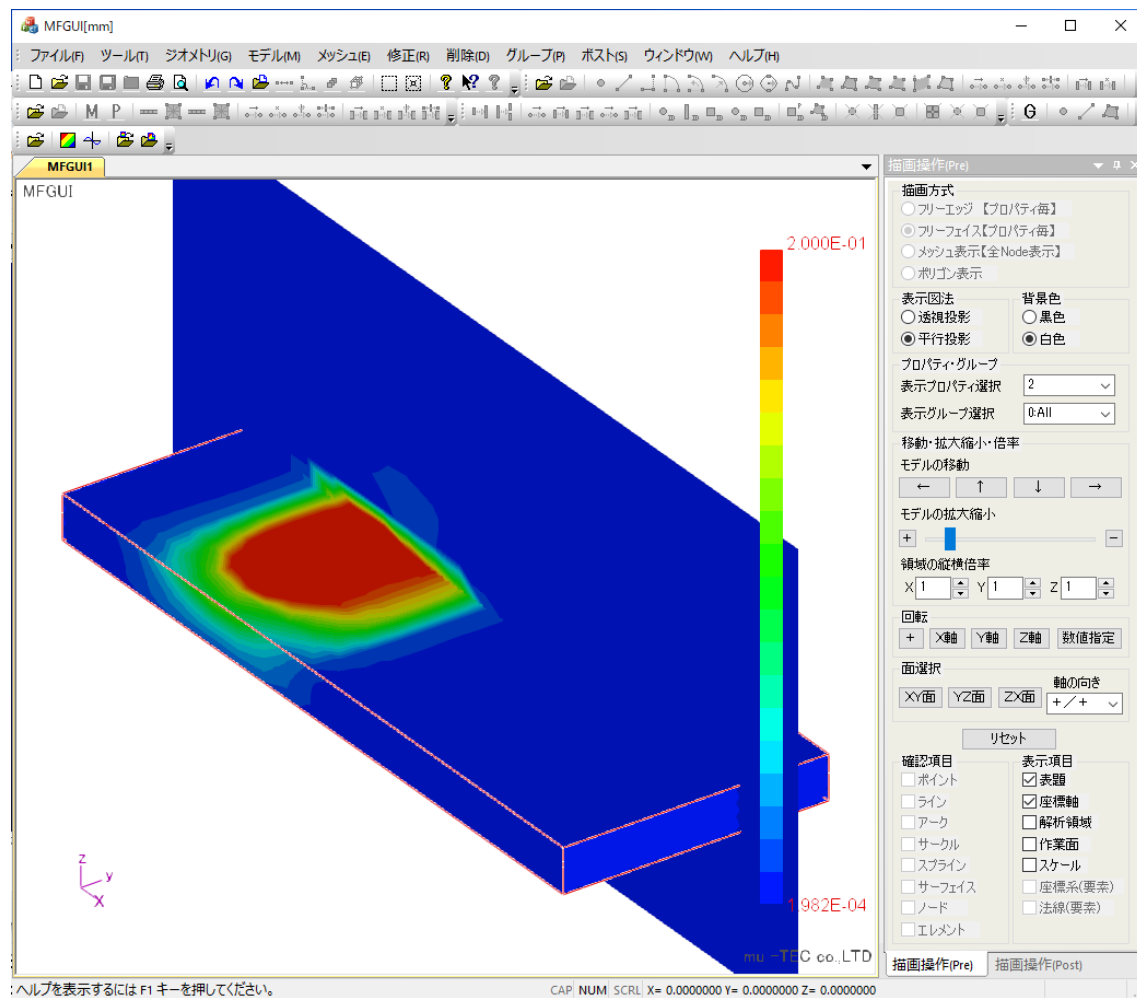 MFGUI[mm]
ファイル(F) ツール(T) ジオメトリ(G) モデル(M) メッシュ(E) 修正(R) 削除(D) グループ(P) ポスト(S) ウィンドウ(W) ヘルプ(H)
M P
G
MFGUI1
描画操作(Pre)
MFGUI
2.000E-01
1.982E-04
z
y
X
mu -TEC co.,LTD
描画方式
フリーエッジ 【プロパティ毎】
フリーフェイス【プロパティ毎】
メッシュ表示【全Node表示】
ポリゴン表示
表示図法 背景色
透視投影 黒色
平行投影 白色
プロパティ・グループ
表示プロパティ選択 2
表示グループ選択 0:All
移動・拡大縮小・倍率
モデルの移動
← ↑ ↓ →
モデルの拡大縮小
+ −
領域の縦横倍率
X 1 Y 1 Z 1
回転
+ X軸 Y軸 Z軸 数値指定
面選択
軸の向き
XY面 YZ面 ZX面 +/+
リセット
確認項目 表示項目
ポイント 表題
ライン 座標軸
アーク 解析領域
サークル 作業面
スプライン スケール
サーフェイス 座標系(要素)
ノード 法線(要素)
エレメント
描画操作(Pre) 描画操作(Post)
ヘルプを表示するには F1 キーを押してください。 CAP NUM SCRL X= 0.0000000 Y= 0.0000000 Z= 0.0000000